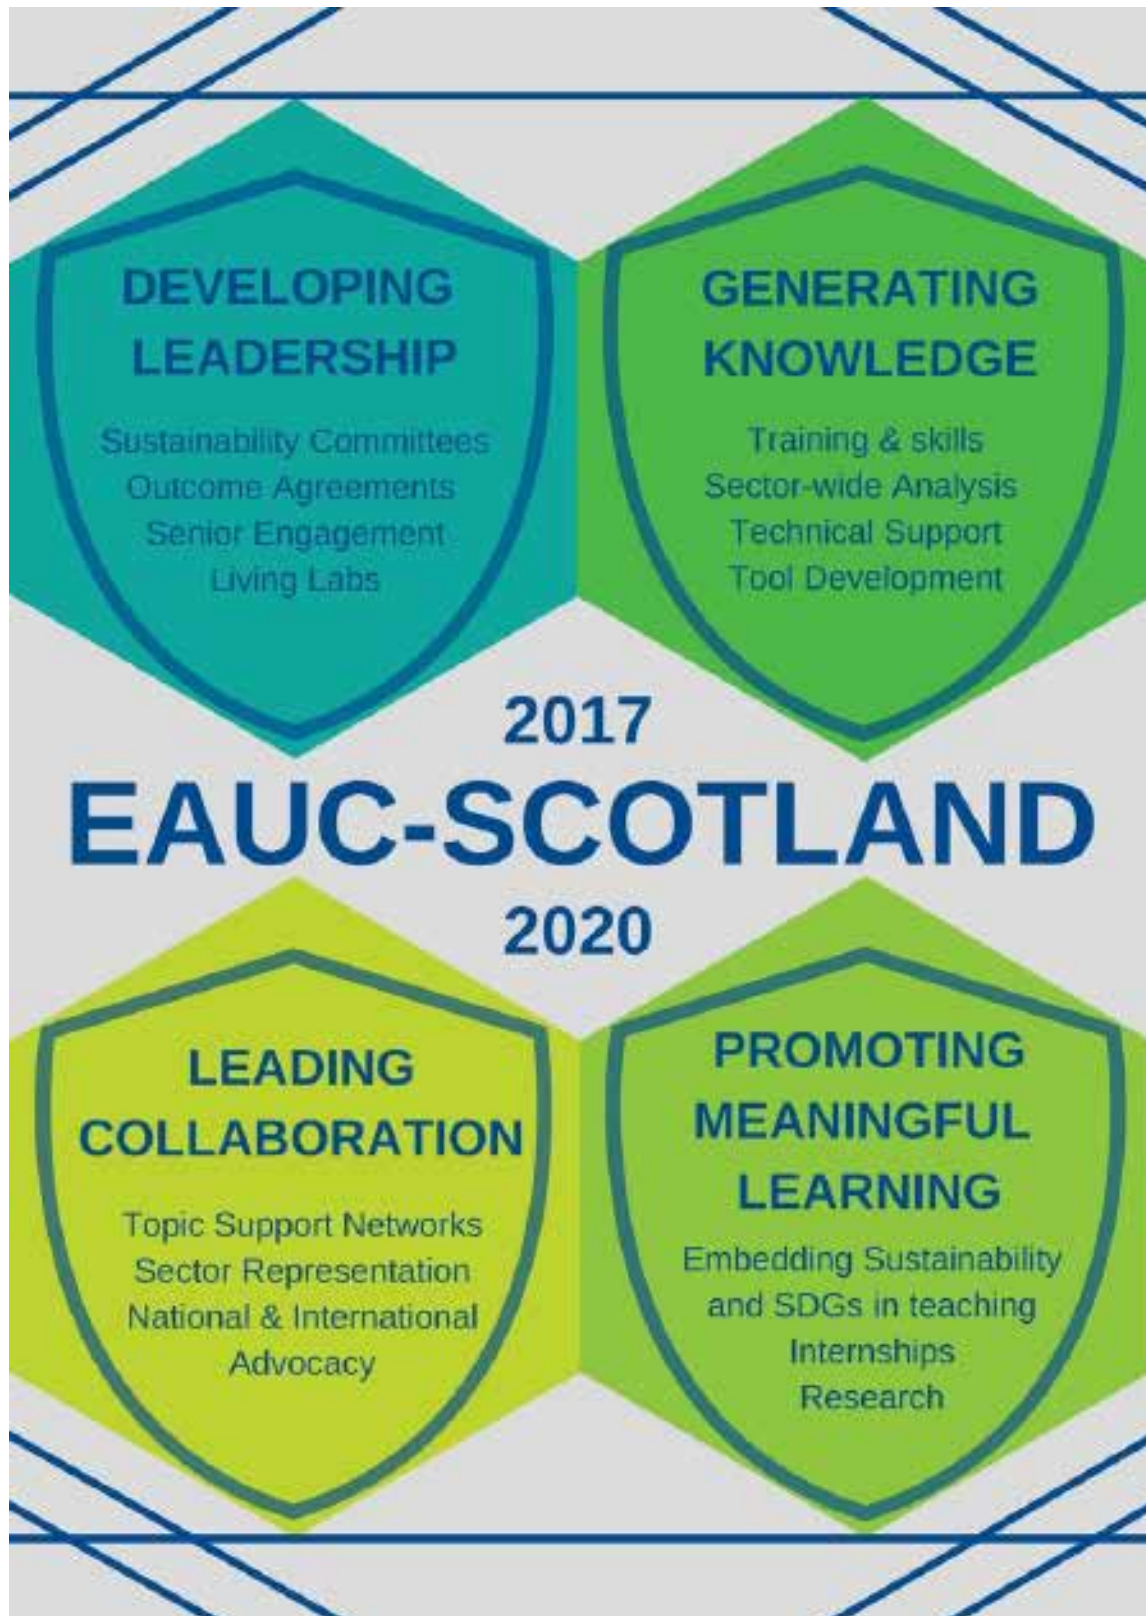 DEVELOPING
LEADERSHIP
Sustainability Committees
Outcome Agreements
Senior Engagement
Living Labs
GENERATING
KNOWLEDGE
Training & skills
Sector-wide Analysis
Technical Support
Tool Development
2017
EAUC-SCOTLAND
2020
LEADING
COLLABORATION
Topic Support Networks
Sector Representation
National & International
Advocacy
PROMOTING
MEANINGFUL
LEARNING
Embedding Sustainability
and SDGs in teaching
Internships
Research